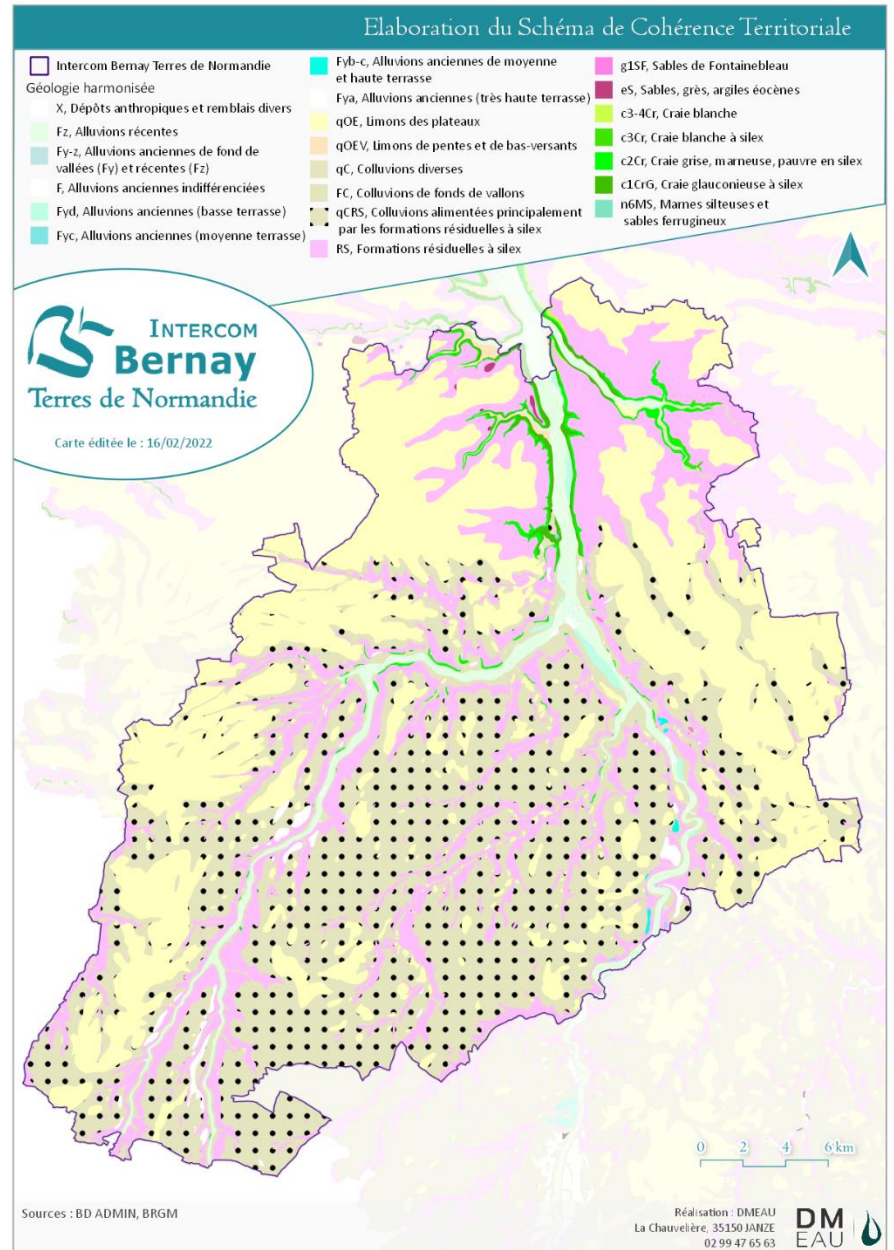 Elaboration du Schéma de Cohérence Territoriale
Intercom Bernay Terres de Normandie
Géologie harmonisée
X, Dépôts anthropiques et remblais divers
Fz, Alluvions récentes
Fy-z, Alluvions anciennes de fond de
vallées (Fy) et récentes (Fz)
F, Alluvions anciennes indifférenciées
Fyd, Alluvions anciennes (basse terrasse)
Fyc, Alluvions anciennes (moyenne terrasse)
Fyb-c, Alluvions anciennes de moyenne
et haute terrasse
Fya, Alluvions anciennes (très haute terrasse)
qOE, Limons des plateaux
qOEV, Limons de pentes et de bas-versants
qC, Colluvions diverses
FC, Colluvions de fonds de vallons
qCRS, Colluvions alimentées principalement
par les formations résiduelles à silex
RS, Formations résiduelles à silex
g1SF, Sables de Fontainebleau
eS, Sables, grès, argiles éocènes
c3-4Cr, Craie blanche
c3Cr, Craie blanche à silex
c2Cr, Craie grise, marneuse, pauvre en silex
c1CrG, Craie glauconieuse à silex
n6MS, Marnes silteuses et
sables ferrugineux
INTERCOM
Bernay
Terres de Normandie
Carte éditée le : 16/02/2022
0 2 4 6 km
Sources : BD ADMIN, BRGM
Réalisation : DMEAU
La Chauvelière, 35150 JANZE
02 99 47 65 63
DM
EAU